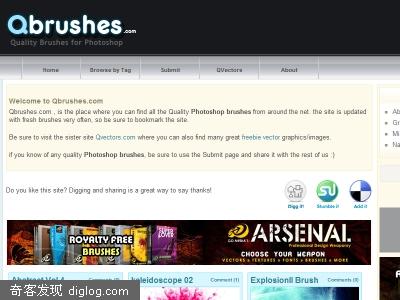 Qbrushes.com
Quality Brushes for Photoshop
Home Browse by Tag Submit QVectors About
Welcome to Qbrushes.com
Qbrushes.com , is the place where you can find all the Quality Photoshop brushes from around the net. the site is updated
with fresh brushes very often, so be sure to bookmark the site.
Be sure to visit the sister site Qvectors.com where you can also find many great freebie vector graphics/images.
if you know of any quality Photoshop brushes, be sure to use the Submit page and share it with the rest of us :)
Ab
Gr
Mi
Na
Do you like this site? Digging and sharing is a great way to say thanks!
Digg it! Stumble it! Add it
ROYALTY FREE
BRUSHES
GO MEDIA'S
ARSENAL
Professional Design Weaponry
CHOOSE YOUR WEAPON
VECTORS & TEXTURES & FONTS & BRUSHES & MORE
Abstract Vol.4 Comment (0)
kaleidoscope 02 Comment (1)
ExplosionII Brush Comments (0)
奇客发现 diglog.com